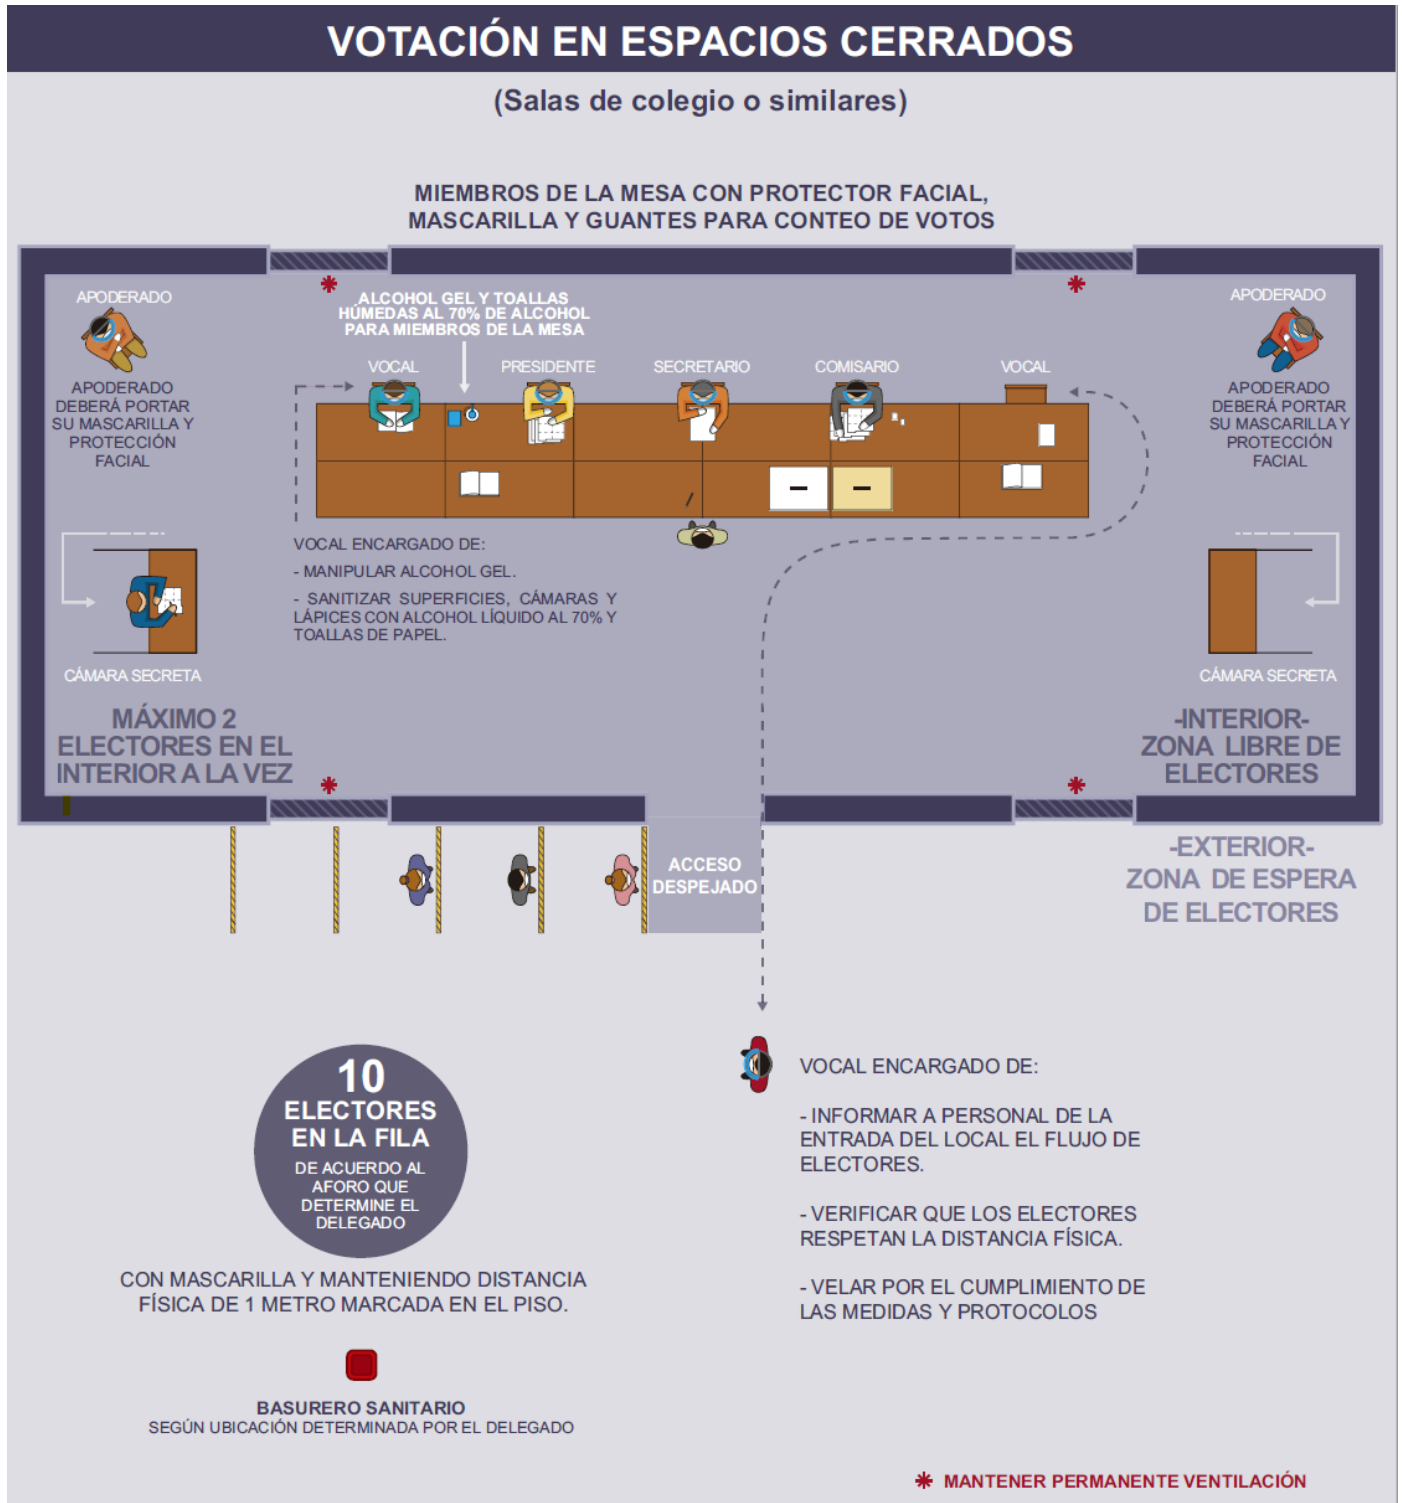 VOTACIÓN EN ESPACIOS CERRADOS
(Salas de colegio o similares)
MIEMBROS DE LA MESA CON PROTECTOR FACIAL,
MASCARILLA Y GUANTES PARA CONTEO DE VOTOS
APODERADO
APODERADO
DEBERÁ PORTAR
SU MASCARILLA Y
PROTECCIÓN
FACIAL
ALCOHOL GEL Y TOALLAS
HÚMEDAS AL 70% DE ALCOHOL
PARA MIEMBROS DE LA MESA
VOCAL
PRESIDENTE
SECRETARIO
COMISARIO
VOCAL
APODERADO
APODERADO
DEBERÁ PORTAR
SU MASCARILLA Y
PROTECCIÓN
FACIAL
VOCAL ENCARGADO DE:
- MANIPULAR ALCOHOL GEL.
- SANITIZAR SUPERFICIES, CÁMARAS Y
LÁPICES CON ALCOHOL LÍQUIDO AL 70% Y
TOALLAS DE PAPEL.
CÁMARA SECRETA
CÁMARA SECRETA
MÁXIMO 2
ELECTORES EN EL
INTERIOR A LA VEZ
-INTERIOR-
ZONA LIBRE DE
ELECTORES
ACCESO
DESPEJADO
-EXTERIOR-
ZONA DE ESPERA
DE ELECTORES
10
ELECTORES
EN LA FILA
DE ACUERDO AL
AFORO QUE
DETERMINE EL
DELEGADO
CON MASCARILLA Y MANTENIENDO DISTANCIA
FÍSICA DE 1 METRO MARCADA EN EL PISO.
BASURERO SANITARIO
SEGÚN UBICACIÓN DETERMINADA POR EL DELEGADO
VOCAL ENCARGADO DE:
- INFORMAR A PERSONAL DE LA
ENTRADA DEL LOCAL EL FLUJO DE
ELECTORES.
- VERIFICAR QUE LOS ELECTORES
RESPETAN LA DISTANCIA FÍSICA.
- VELAR POR EL CUMPLIMIENTO DE
LAS MEDIDAS Y PROTOCOLOS
* MANTENER PERMANENTE VENTILACIÓN